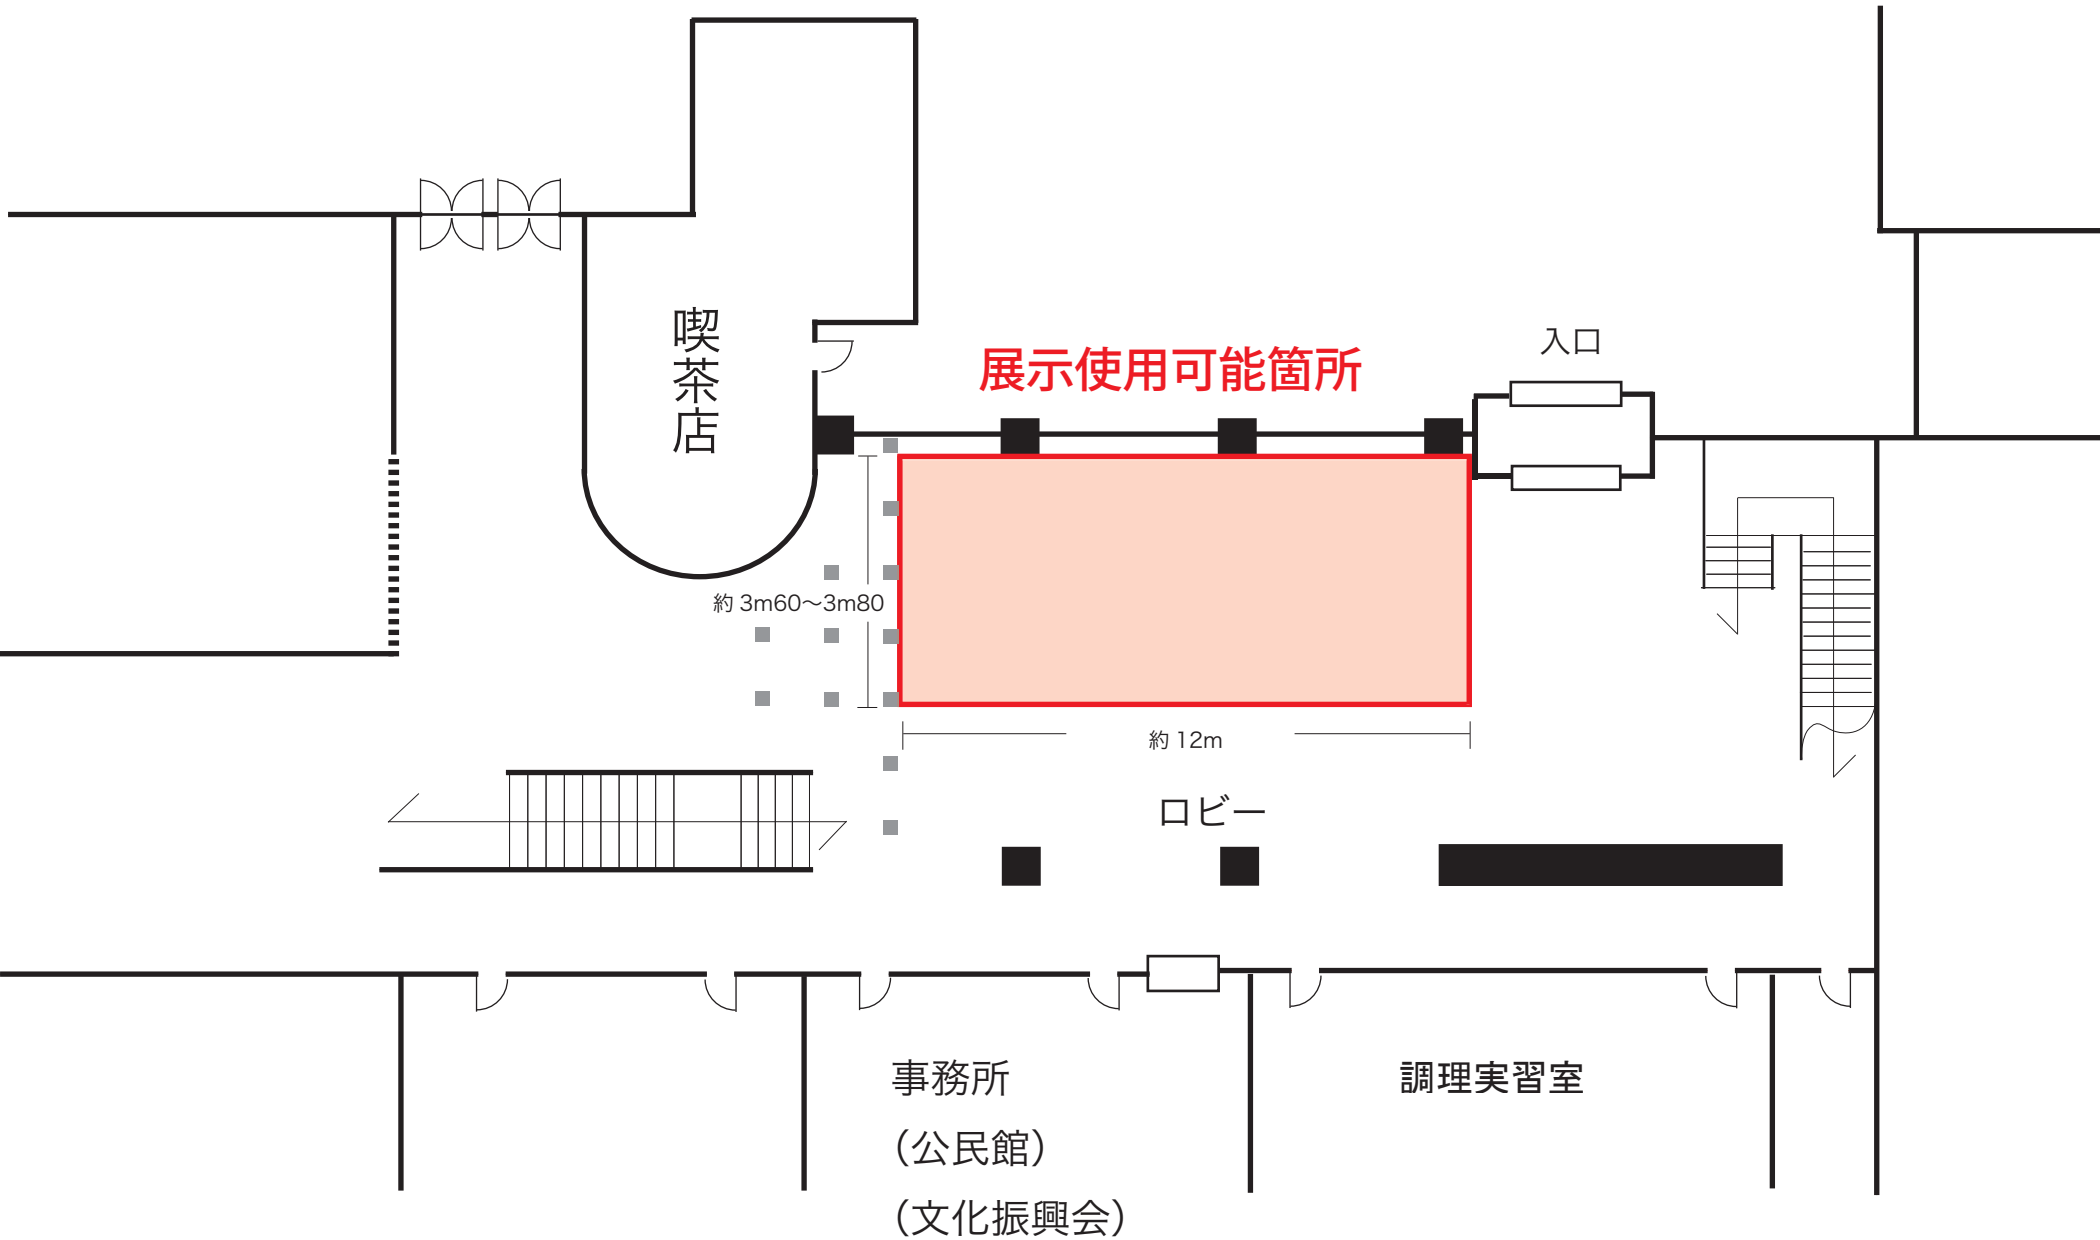 喫茶店
展示使用可能箇所
入口
約 3m60〜3m80
約 12m
ロビー
事務所
（公民館）
（文化振興会）
調理実習室